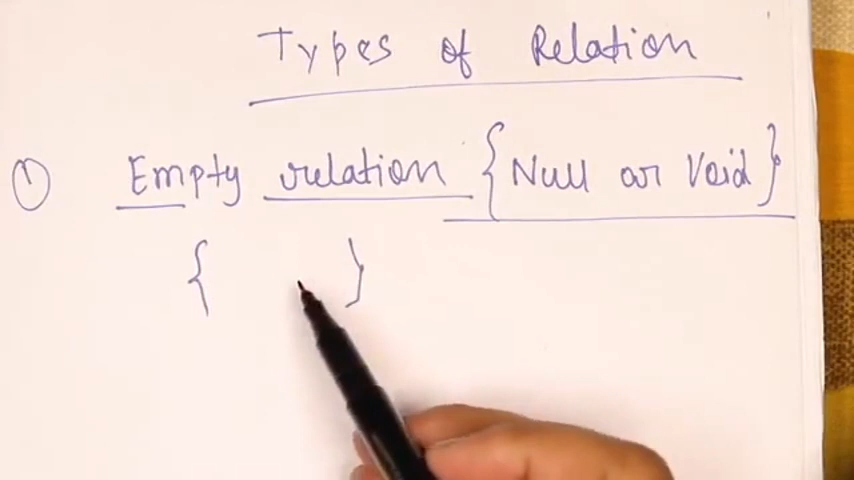 Types of Relation
① Empty relation {Null or Void}
{ }